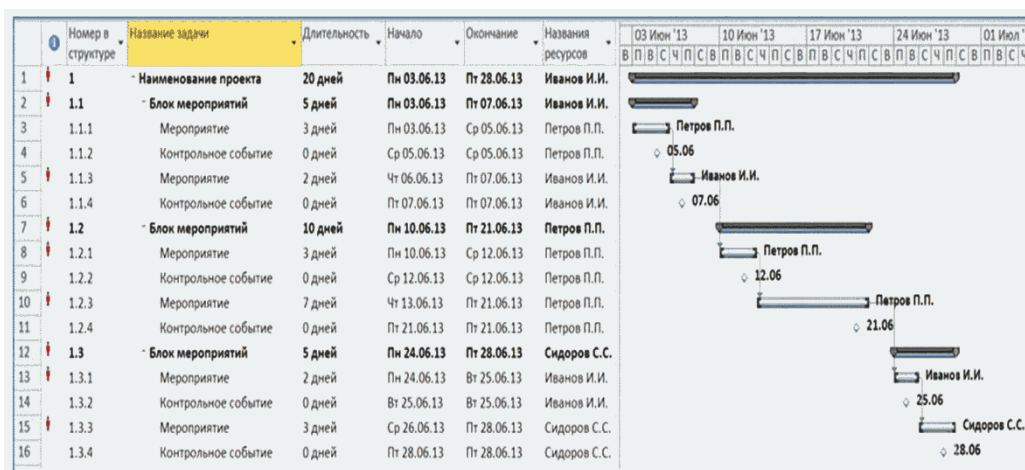 Номер в структуре Название задачи Длительность Начало Окончание Названия ресурсов 03 Июн '13 10 Июн '13 17 Июн '13 24 Июн '13 01 Июл '
В П В С Ч П С В П В С Ч П С В П В С Ч П С В П В С Ч П С В П В С Ч
1 1 - Наименование проекта 20 дней Пн 03.06.13 Пт 28.06.13 Иванов И.И.
2 1.1 - Блок мероприятий 5 дней Пн 03.06.13 Пт 07.06.13 Иванов И.И.
3 1.1.1 Мероприятие 3 дней Пн 03.06.13 Ср 05.06.13 Петров П.П. Петров П.П.
4 1.1.2 Контрольное событие 0 дней Ср 05.06.13 Ср 05.06.13 Петров П.П. 05.06
5 1.1.3 Мероприятие 2 дней Чт 06.06.13 Пт 07.06.13 Иванов И.И. Иванов И.И.
6 1.1.4 Контрольное событие 0 дней Пт 07.06.13 Пт 07.06.13 Иванов И.И. 07.06
7 1.2 - Блок мероприятий 10 дней Пн 10.06.13 Пт 21.06.13 Петров П.П.
8 1.2.1 Мероприятие 3 дней Пн 10.06.13 Ср 12.06.13 Петров П.П. Петров П.П.
9 1.2.2 Контрольное событие 0 дней Ср 12.06.13 Ср 12.06.13 Петров П.П. 12.06
10 1.2.3 Мероприятие 7 дней Чт 13.06.13 Пт 21.06.13 Петров П.П. Петров П.П.
11 1.2.4 Контрольное событие 0 дней Пт 21.06.13 Пт 21.06.13 Петров П.П. 21.06
12 1.3 - Блок мероприятий 5 дней Пн 24.06.13 Пт 28.06.13 Сидоров С.С.
13 1.3.1 Мероприятие 2 дней Пн 24.06.13 Вт 25.06.13 Иванов И.И. Иванов И.И.
14 1.3.2 Контрольное событие 0 дней Вт 25.06.13 Вт 25.06.13 Иванов И.И. 25.06
15 1.3.3 Мероприятие 3 дней Ср 26.06.13 Пт 28.06.13 Сидоров С.С. Сидоров С.С.
16 1.3.4 Контрольное событие 0 дней Пт 28.06.13 Пт 28.06.13 Сидоров С.С. 28.06